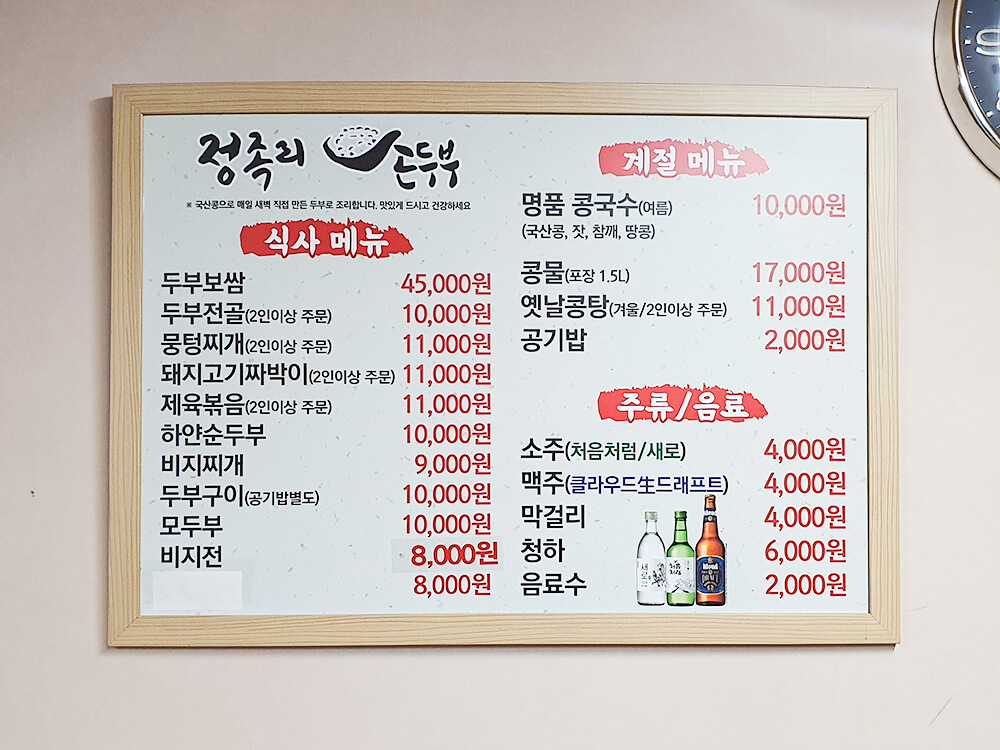 정족리 손두부
※ 국산콩으로 매일 새벽 직접 만든 두부로 조리합니다. 맛있게 드시고 건강하세요
식사 메뉴
두부보쌈 45,000원
두부전골(2인이상 주문) 10,000원
뭉텅찌개(2인이상 주문) 11,000원
돼지고기짜박이(2인이상 주문) 11,000원
제육볶음(2인이상 주문) 11,000원
하얀순두부 10,000원
비지찌개 9,000원
두부구이(공기밥별도) 10,000원
모두부 10,000원
비지전 8,000원
8,000원
계절 메뉴
명품 콩국수(여름) 10,000원
(국산콩, 잣, 참깨, 땅콩)
콩물(포장 1.5L) 17,000원
옛날콩탕(겨울/2인이상 주문) 11,000원
공기밥 2,000원
주류/음료
소주(처음처럼/새로) 4,000원
맥주(클라우드生드래프트) 4,000원
막걸리 4,000원
청하 6,000원
음료수 2,000원
새로
처음처럼